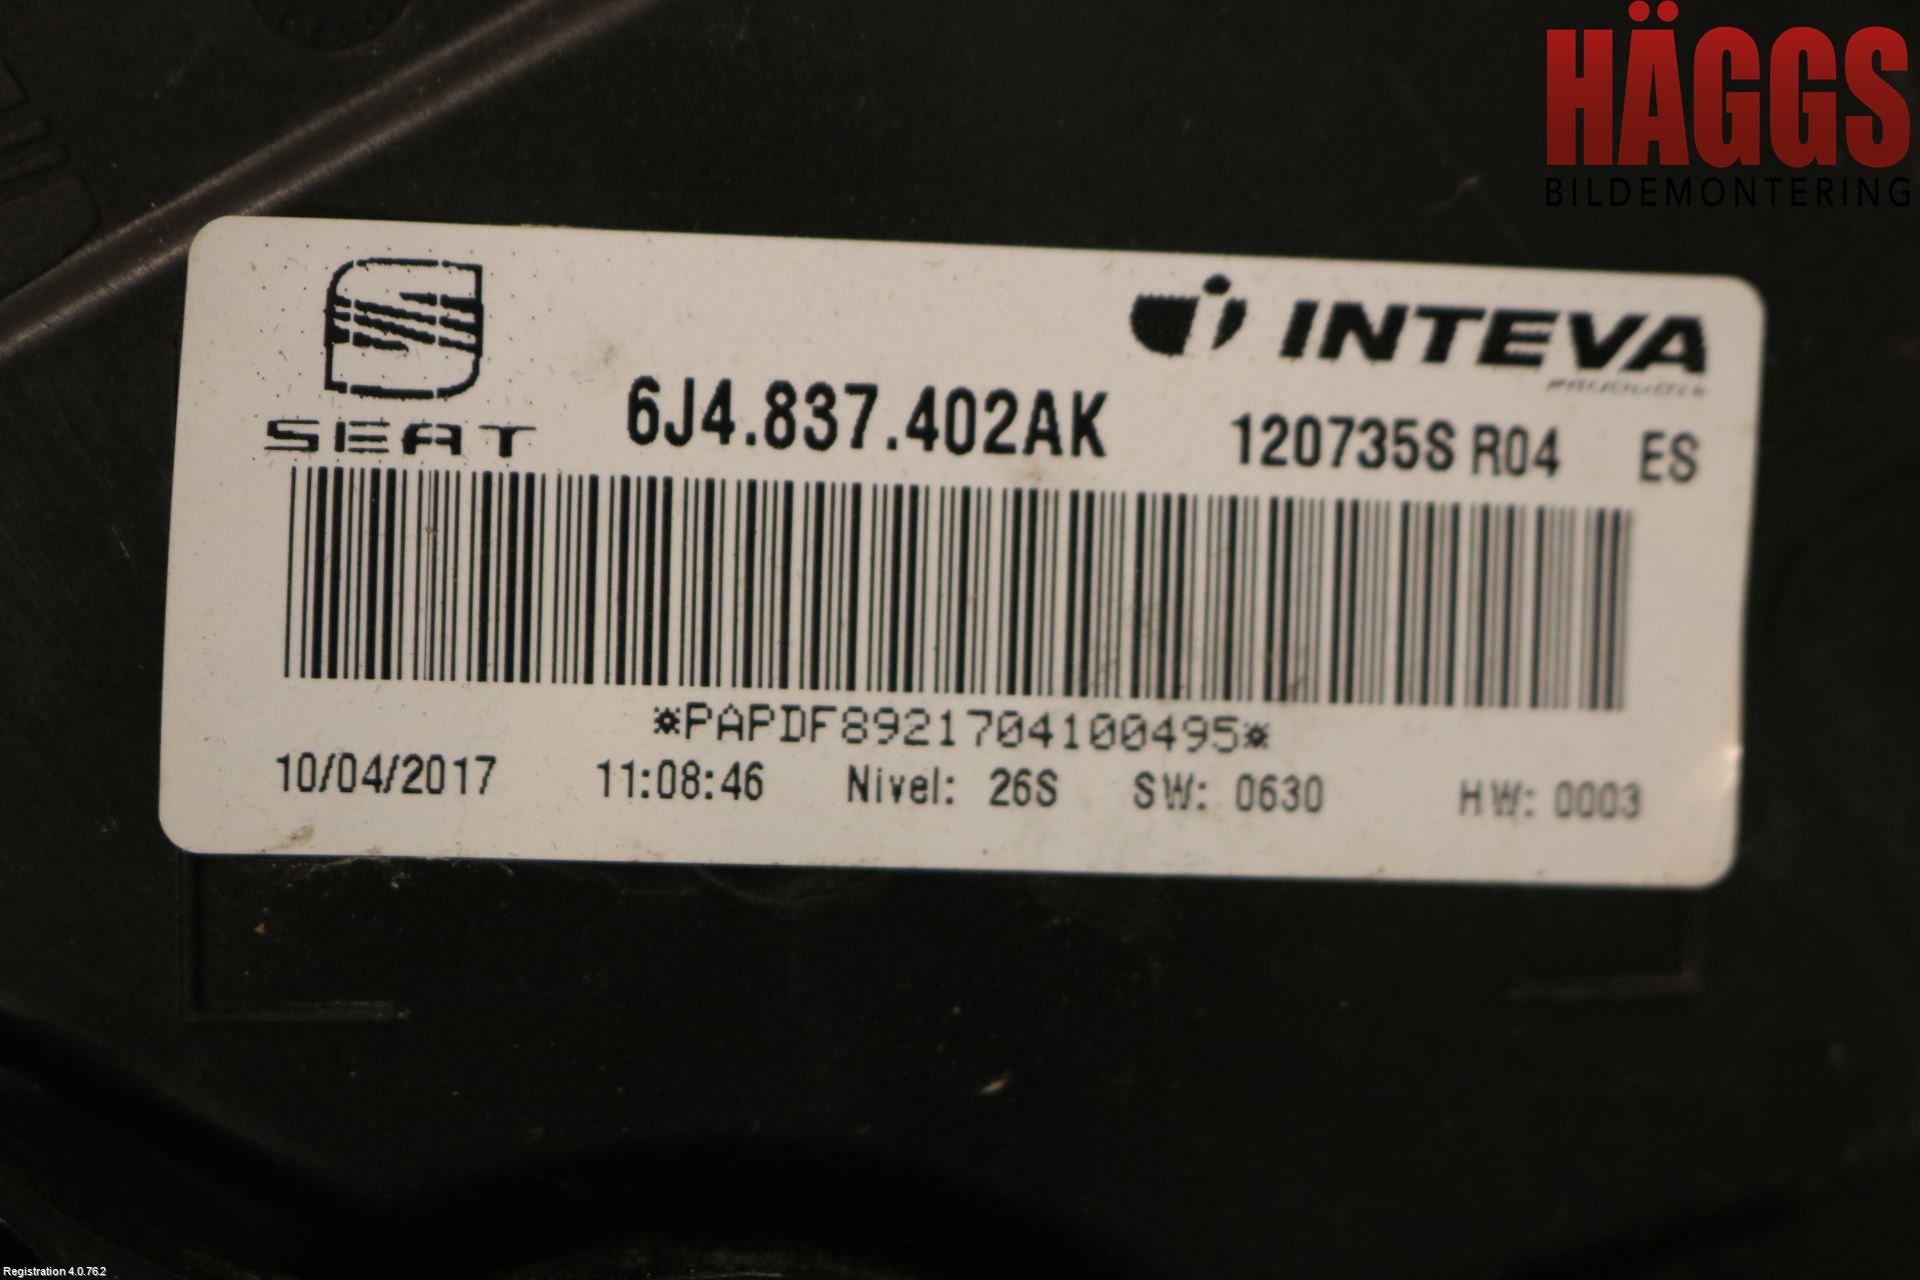 HÄGGS
BILDEMONTERING
SEAT
INTEVA
PRODUCTS
6J4.837.402AK
120735S R04 ES
*PAPDF8921704100495*
10/04/2017 11:08:46 Nivel: 26S SW: 0630 HW: 0003
Registration 4.0.76.2